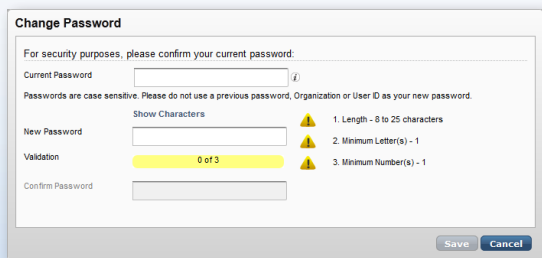 Change Password
For security purposes, please confirm your current password:
Current Password
i
Passwords are case sensitive. Please do not use a previous password, Organization or User ID as your new password.
Show Characters
1. Length - 8 to 25 characters
New Password
2. Minimum Letter(s) - 1
Validation
0 of 3
3. Minimum Number(s) - 1
Confirm Password
Save
Cancel